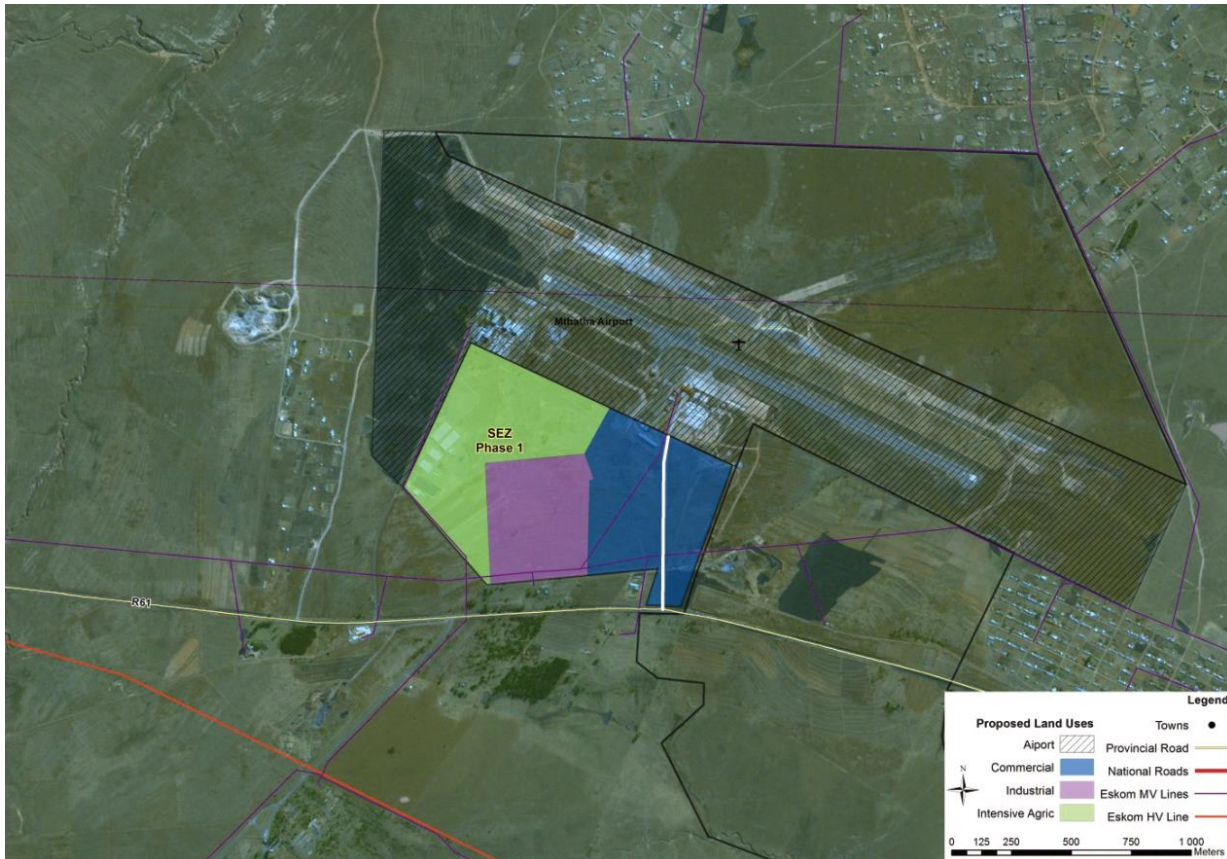 Mthatha Airport
SEZ
Phase 1
R61
Legend
Proposed Land Uses
Aiport
Commercial
Industrial
Intensive Agric
Towns
Provincial Road
National Roads
Eskom MV Lines
Eskom HV Line
N
0 125 250 500 750 1 000
Meters